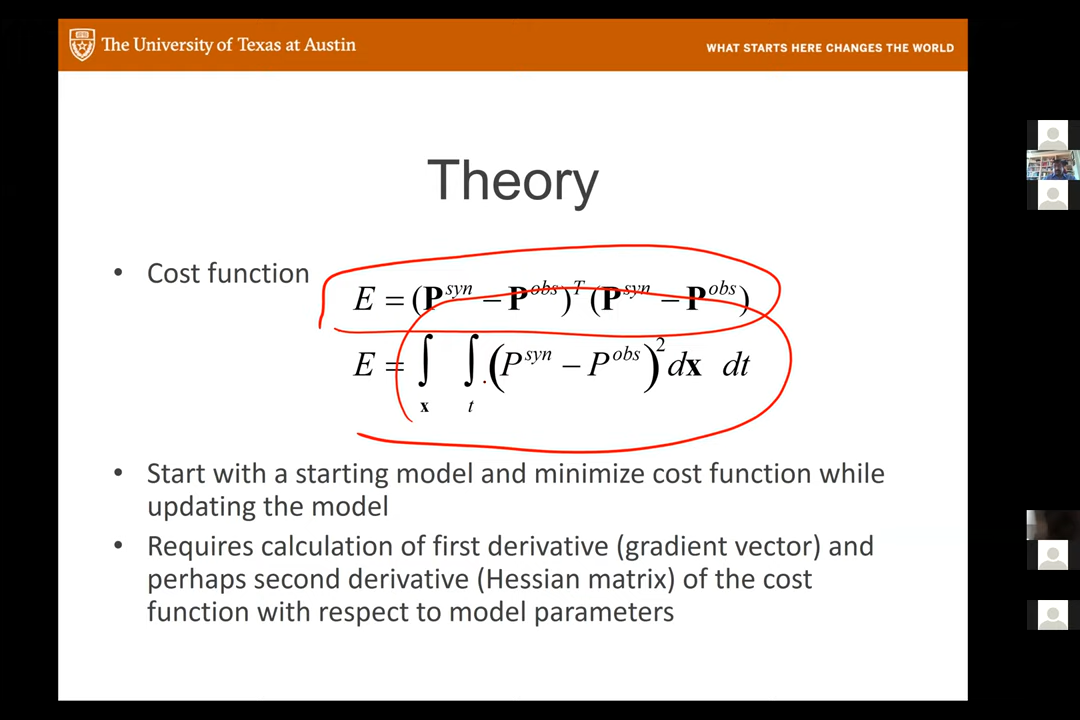 The University of Texas at Austin
WHAT STARTS HERE CHANGES THE WORLD
Theory
• Cost function
E = (P^syn − P^obs)^T (P^syn − P^obs)
E = ∫_x ∫_t (P^syn − P^obs)^2 dx dt
• Start with a starting model and minimize cost function while
updating the model
• Requires calculation of first derivative (gradient vector) and
perhaps second derivative (Hessian matrix) of the cost
function with respect to model parameters